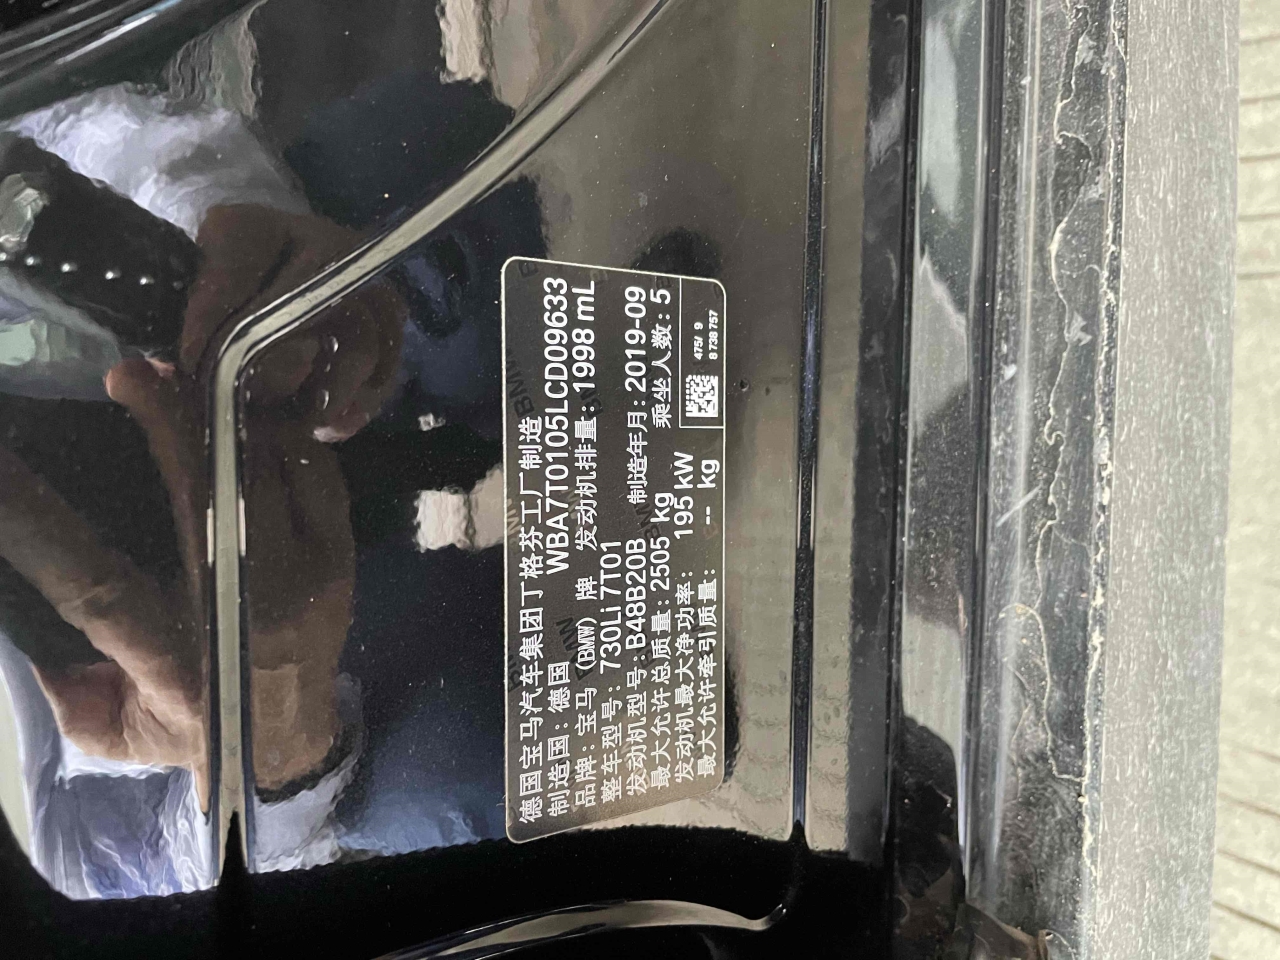 德国宝马汽车集团丁格芬工厂制造
制造国：德国 WBA7T0105LCD09633
品牌：宝马（BMW）牌 发动机排量：1998 mL
整车型号：730Li 7T01
发动机型号：B48B20B 制造年月：2019-09
最大允许总质量：2505 kg 乘坐人数：5
发动机最大净功率： 195 kW
最大允许牵引质量： -- kg
475/ 9
8 738 757